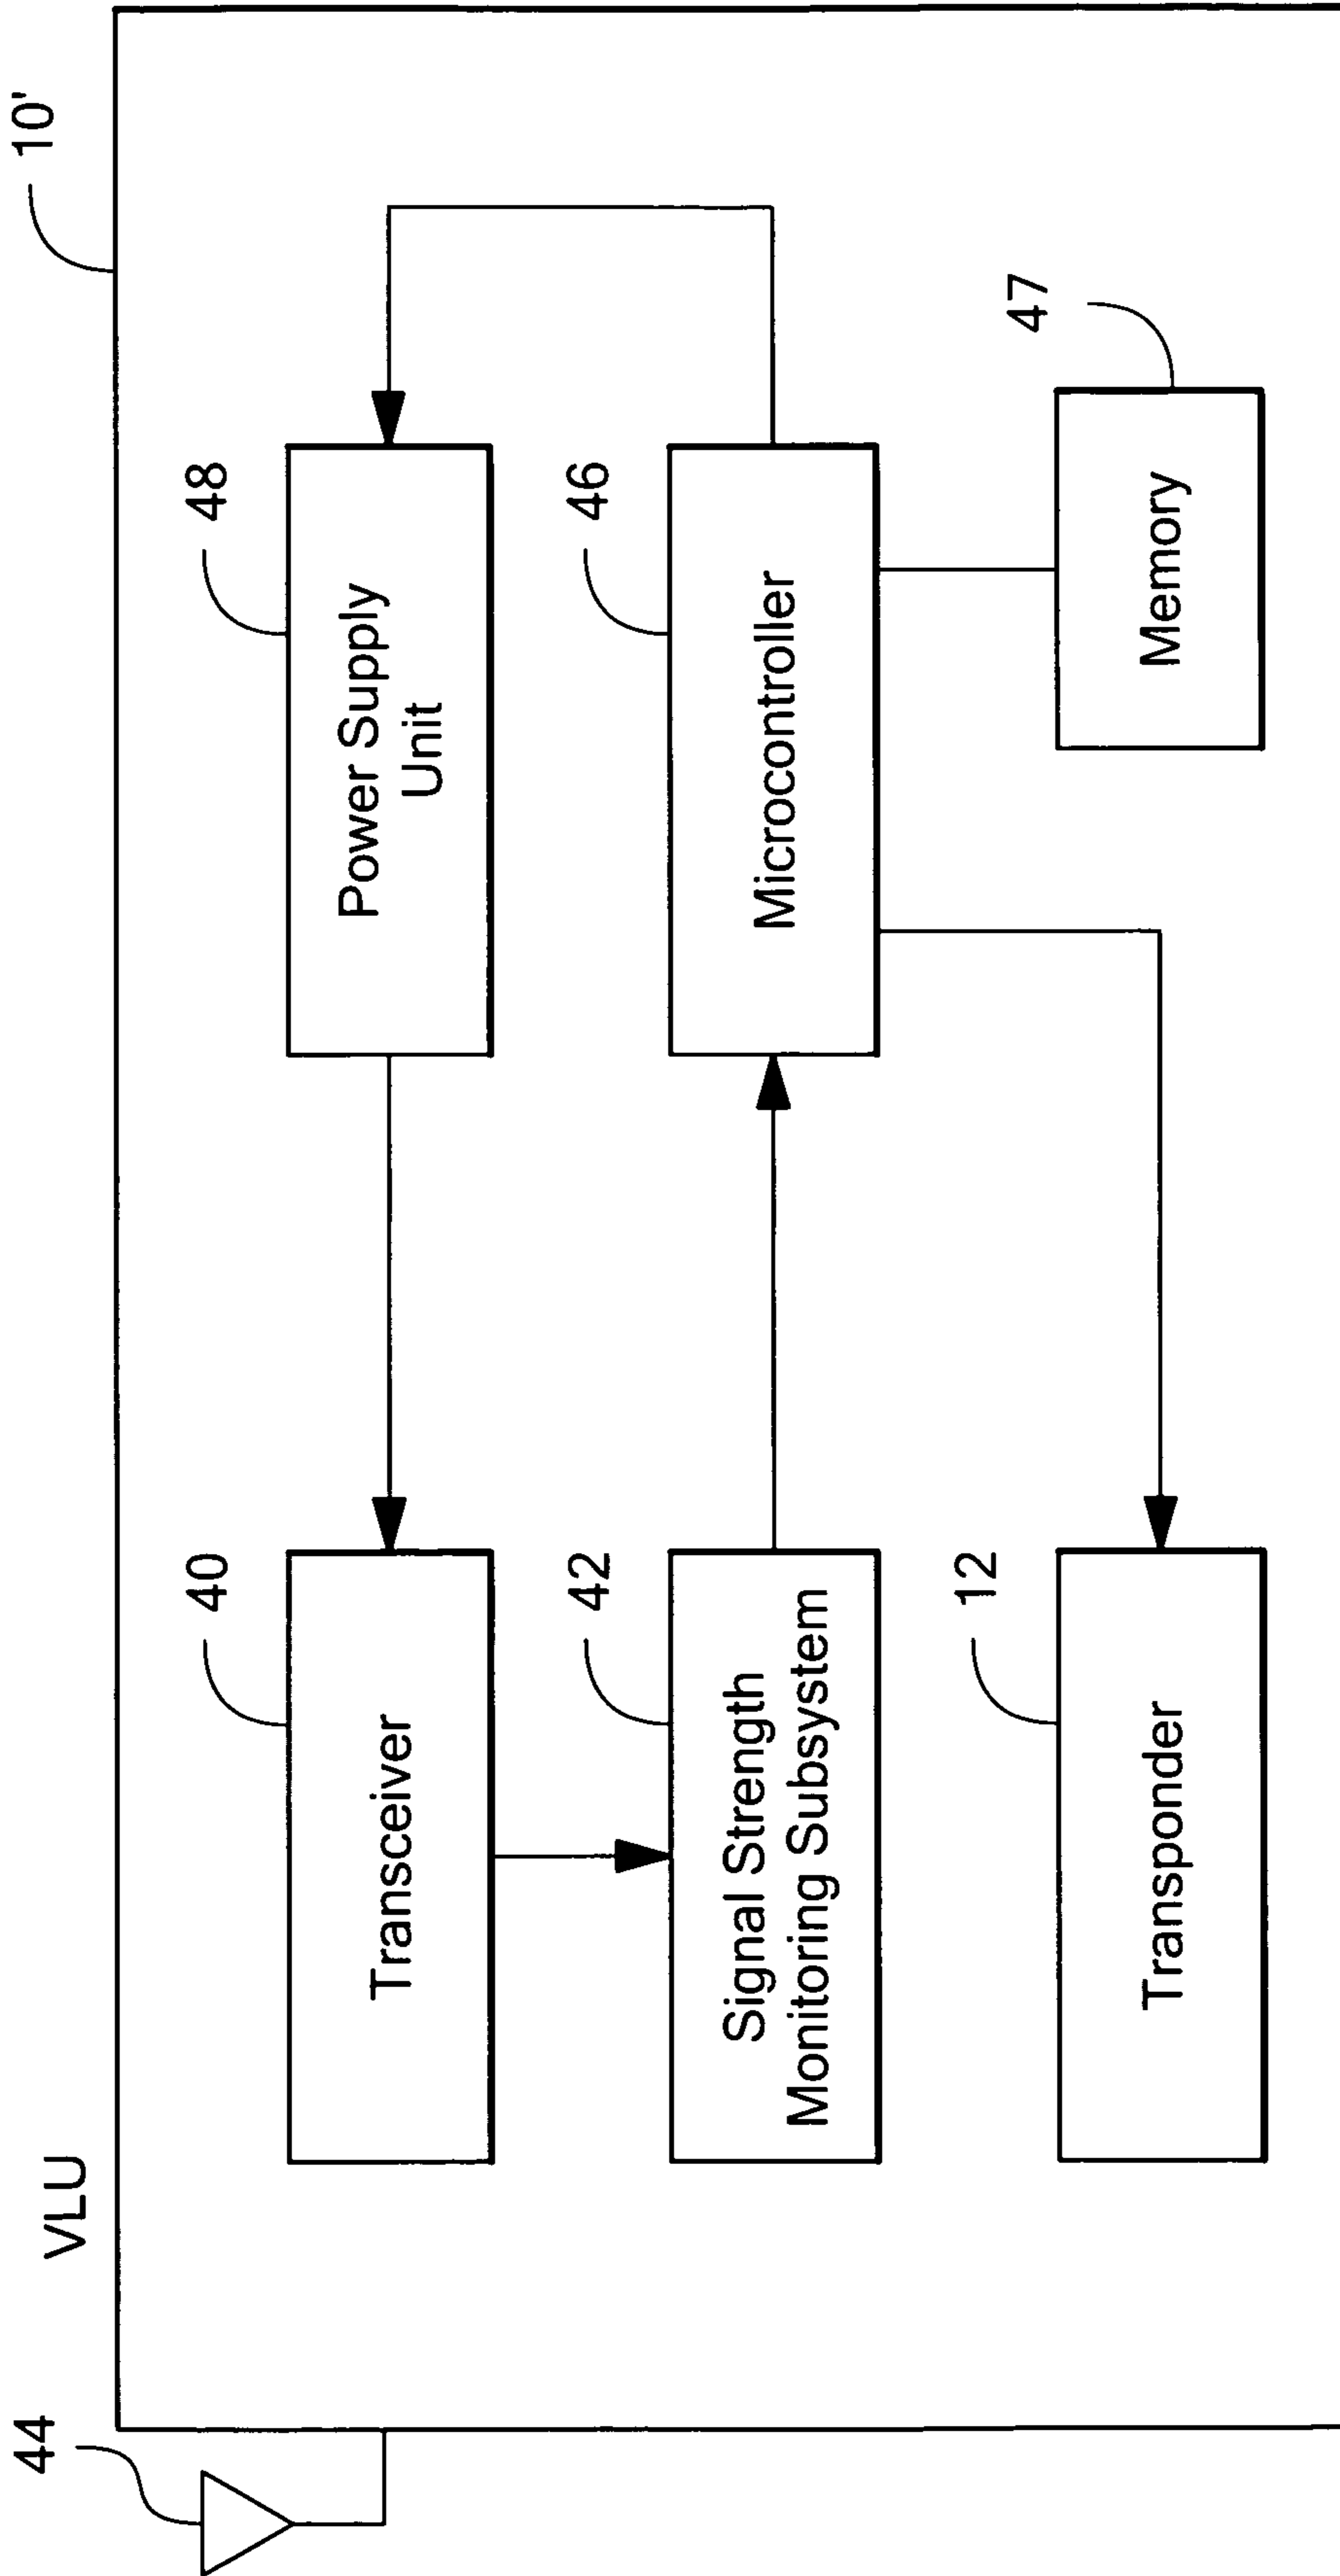 44
VLU
10'
40
Transceiver
48
Power Supply
Unit
42
Signal Strength
Monitoring Subsystem
46
Microcontroller
12
Transponder
47
Memory